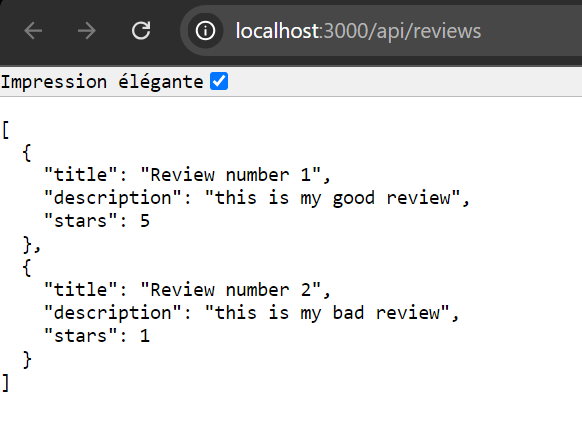 localhost:3000/api/reviews
Impression élégante
[
  {
    "title": "Review number 1",
    "description": "this is my good review",
    "stars": 5
  },
  {
    "title": "Review number 2",
    "description": "this is my bad review",
    "stars": 1
  }
]